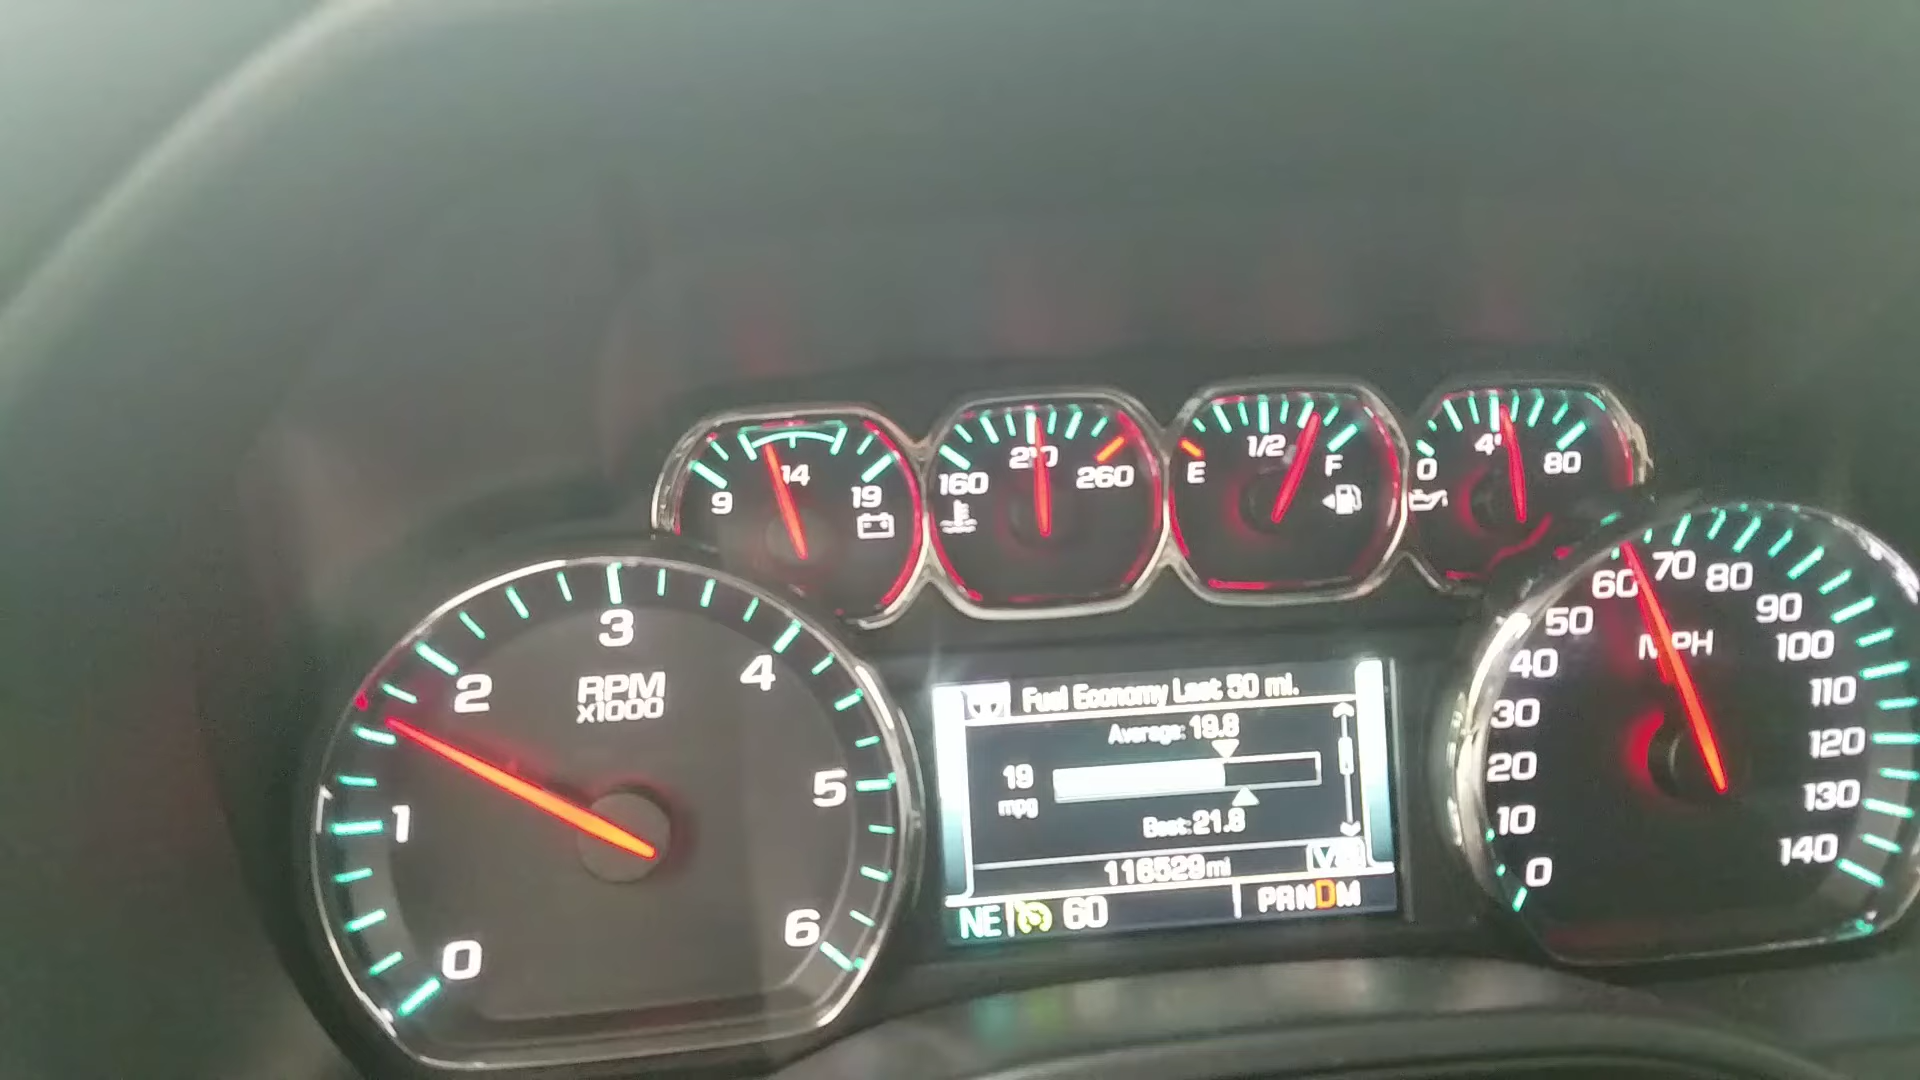 9 14 19
160 210 260
E 1/2 F
0 80
0 1 2 3 4 5 6
RPM
x1000
Fuel Economy Last 50 mi.
Average: 19.8
19
mpg
Best: 21.8
116529mi
NE 60
PRNDM
0 10 20 30 40 50 60 70 80 90 100 110 120 130 140
MPH